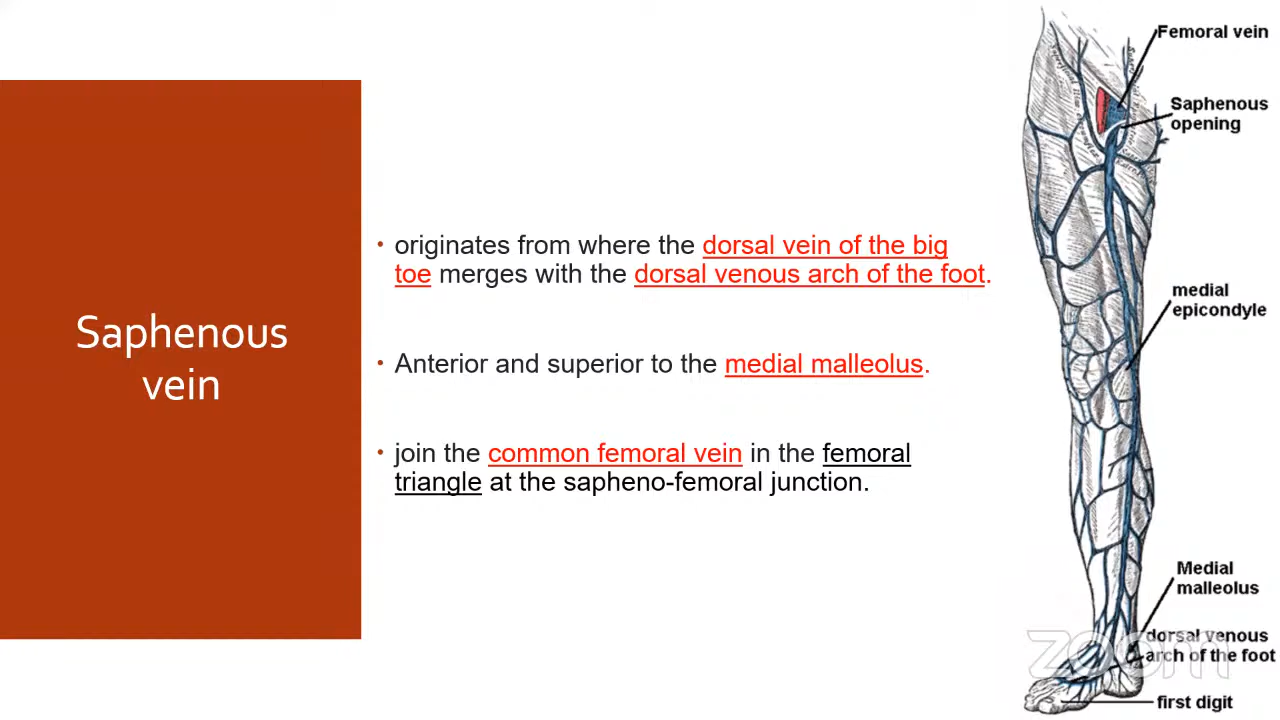 Saphenous
vein
• originates from where the dorsal vein of the big
toe merges with the dorsal venous arch of the foot.
• Anterior and superior to the medial malleolus.
• join the common femoral vein in the femoral
triangle at the sapheno-femoral junction.
Femoral vein
Saphenous
opening
medial
epicondyle
Medial
malleolus
dorsal venous
arch of the foot
first digit
zoom